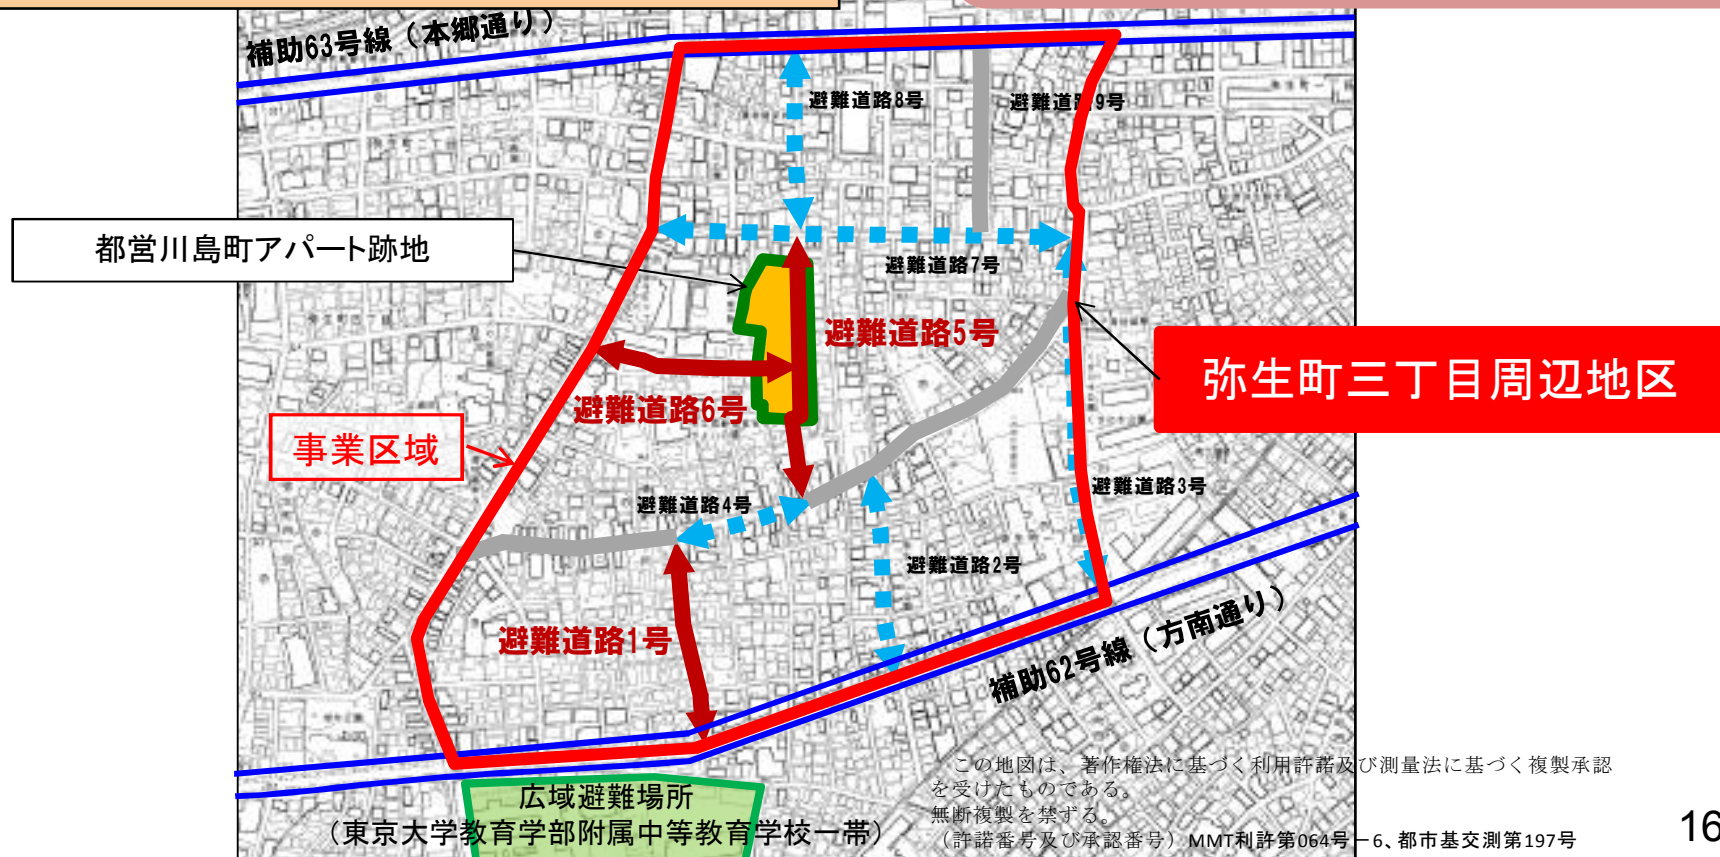 補助63号線（本郷通り）
避難道路8号
避難道路9号
都営川島町アパート跡地
避難道路7号
避難道路5号
弥生町三丁目周辺地区
避難道路6号
事業区域
避難道路4号
避難道路3号
避難道路2号
避難道路1号
補助62号線（方南通り）
広域避難場所
（東京大学教育学部附属中等教育学校一帯）
この地図は、著作権法に基づく利用許諾及び測量法に基づく複製承認
を受けたものである。
無断複製を禁ずる。
（許諾番号及び承認番号）MMT利許第064号－6、都市基交測第197号
16